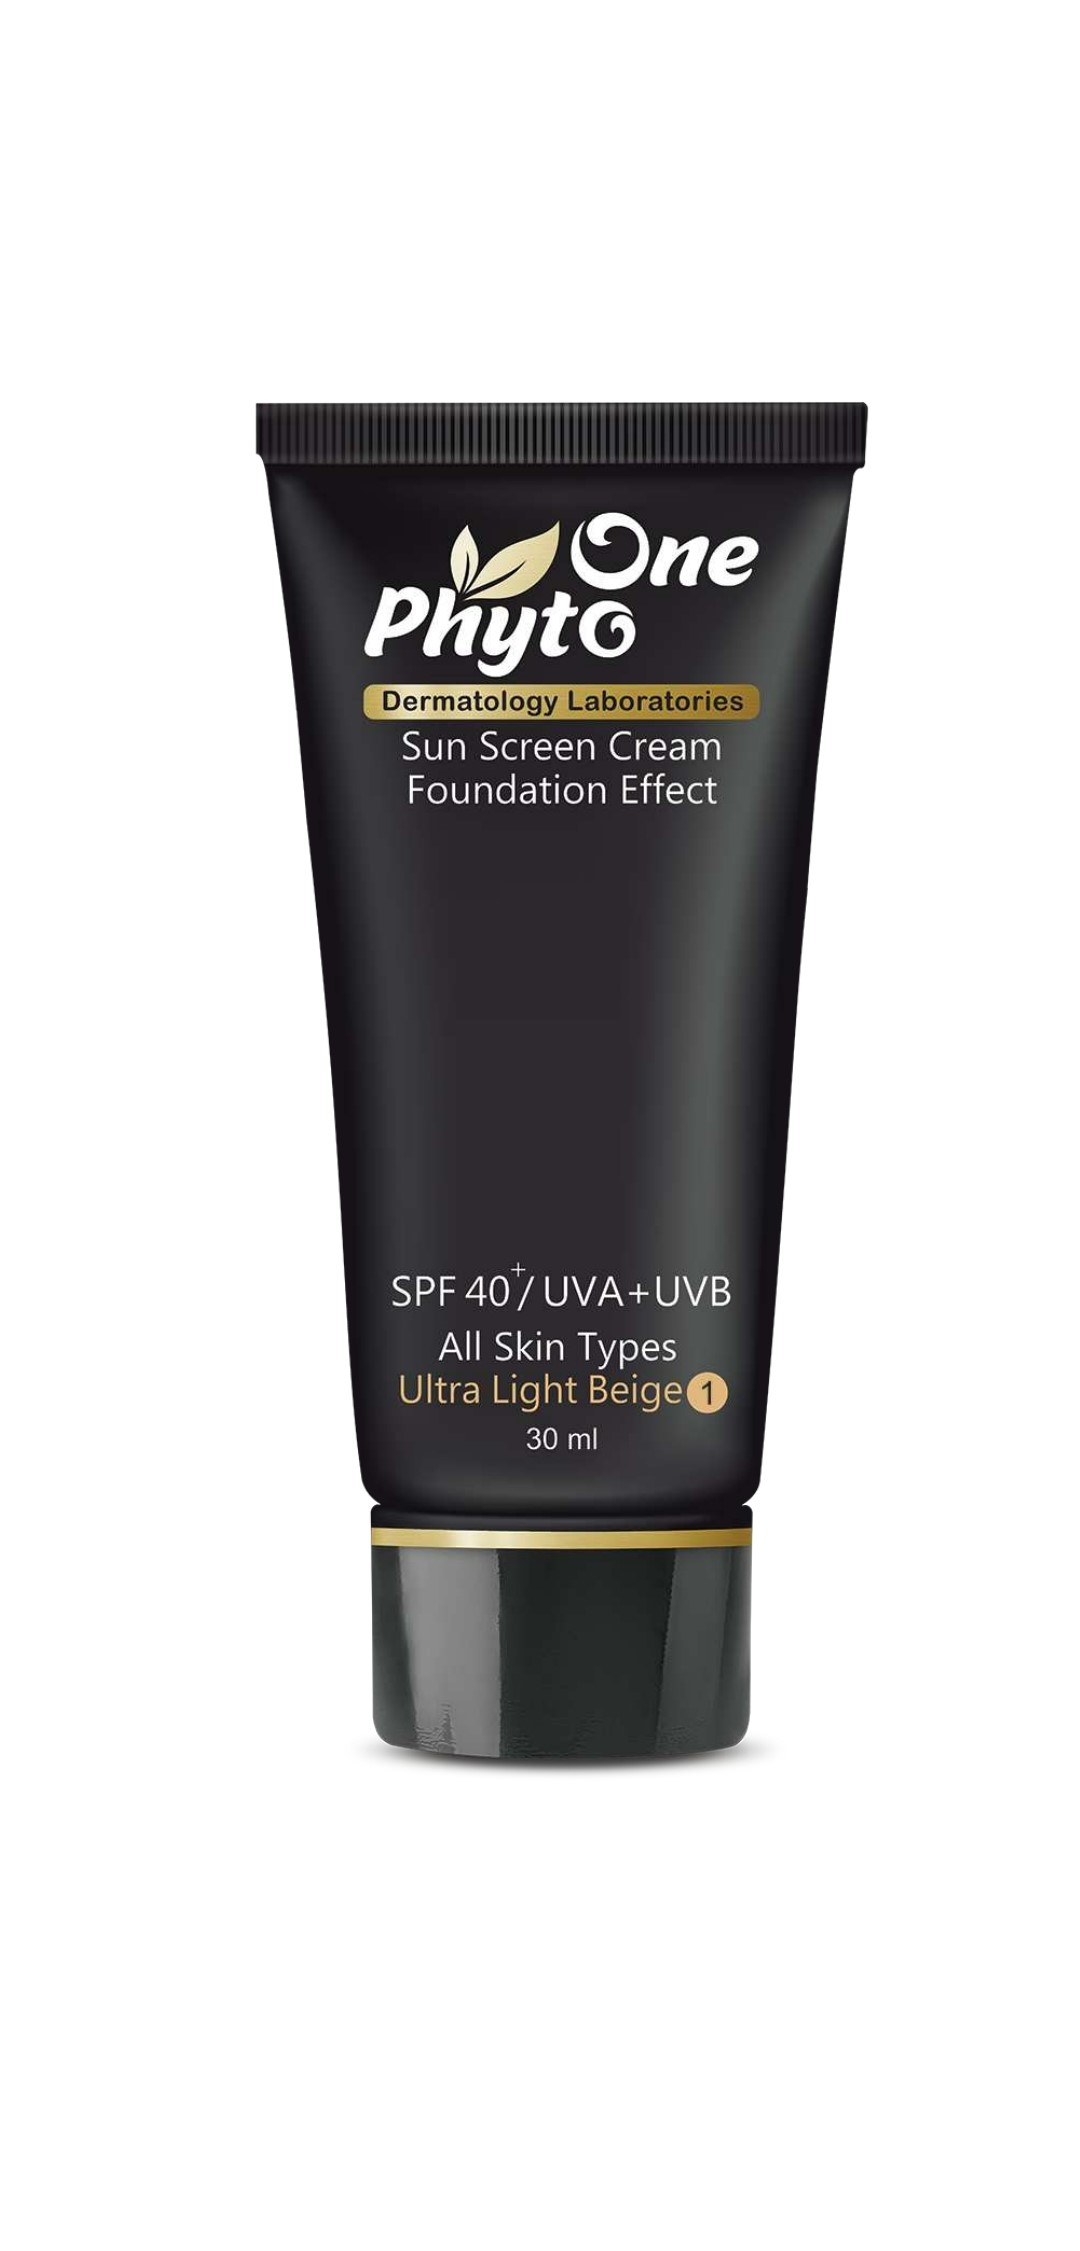 One
Phyto
Dermatology Laboratories
Sun Screen Cream
Foundation Effect
SPF 40+/ UVA+UVB
All Skin Types
Ultra Light Beige 1
30 ml